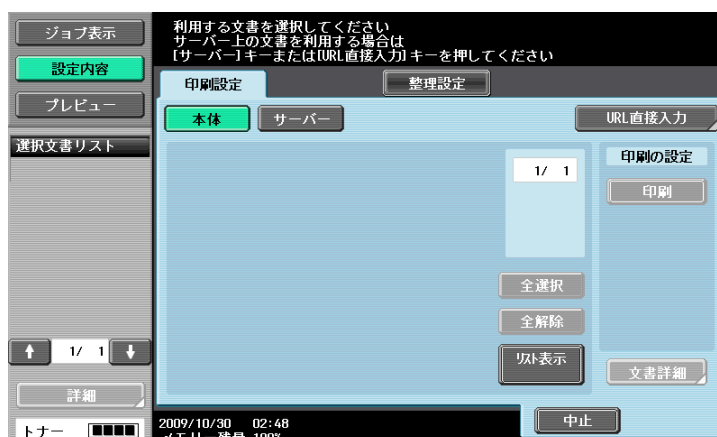 ジョブ表示
設定内容
プレビュー
選択文書リスト
1/ 1
詳細
トナー
利用する文書を選択してください
サーバー上の文書を利用する場合は
[サーバー]キーまたは[URL直接入力]キーを押してください
印刷設定
整理設定
本体
サーバー
URL直接入力
1/ 1
全選択
全解除
リスト表示
印刷の設定
印刷
文書詳細
中止
2009/10/30 02:48
メモリー残量 100%